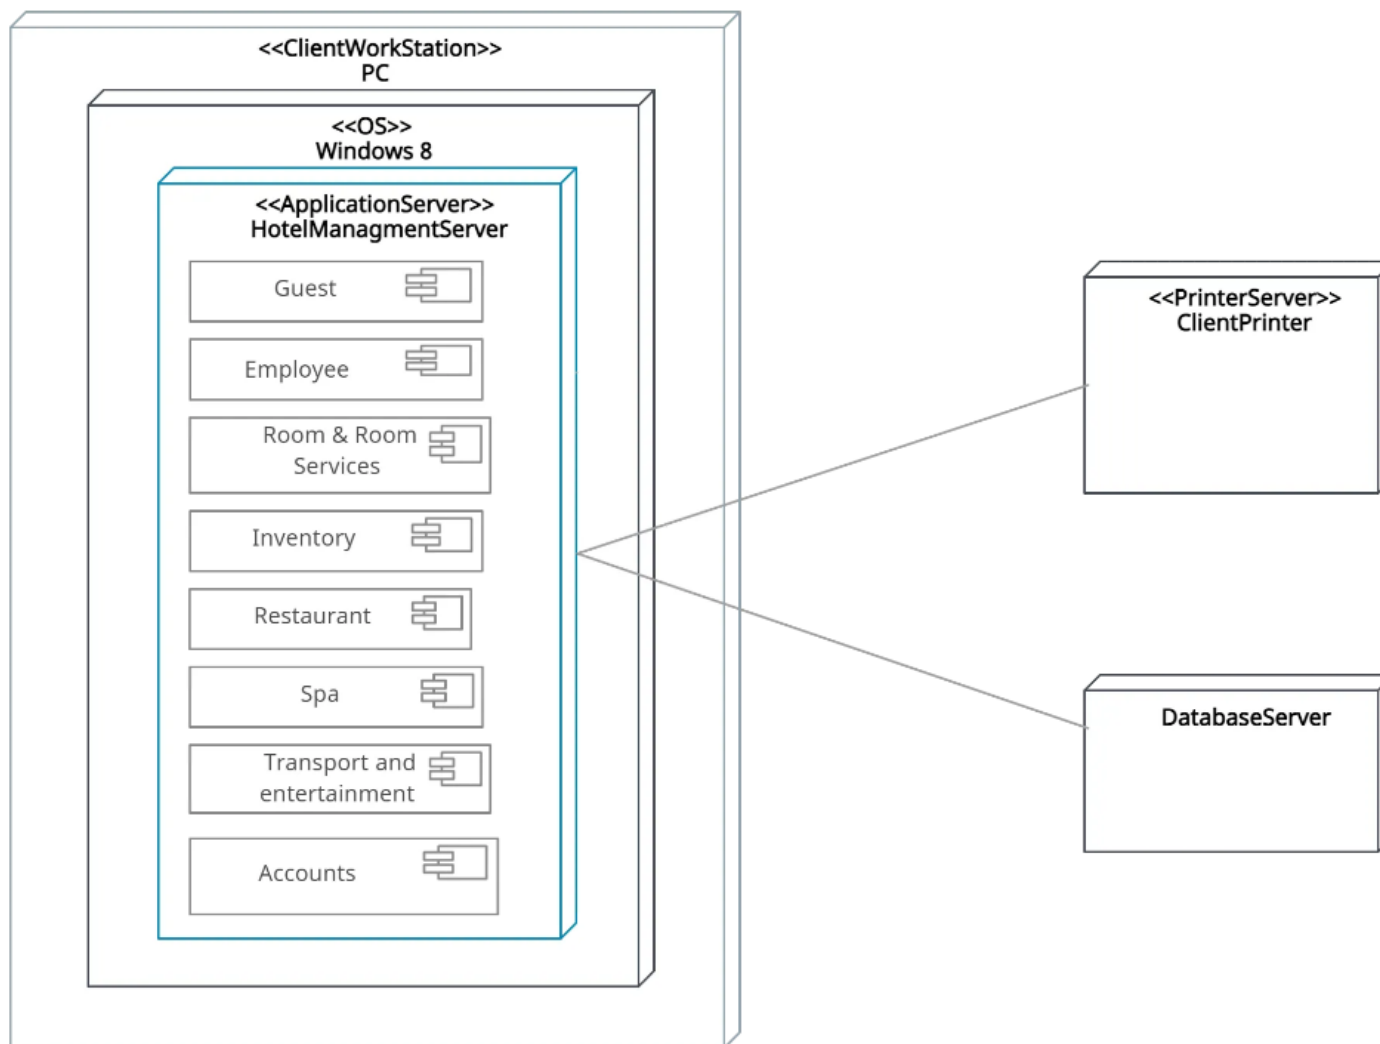 <<ClientWorkStation>>
PC
<<OS>>
Windows 8
<<ApplicationServer>>
HotelManagmentServer
Guest
Employee
Room & Room
Services
Inventory
Restaurant
Spa
Transport and
entertainment
Accounts
<<PrinterServer>>
ClientPrinter
DatabaseServer